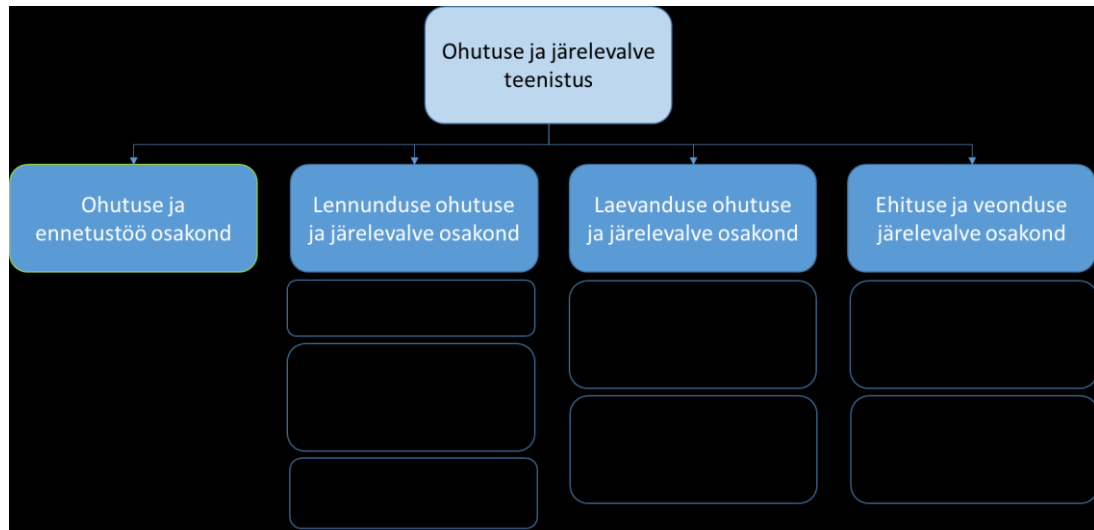 Ohutuse ja järelevalve
teenistus
Ohutuse ja
ennetustöö osakond
Lennunduse ohutuse
ja järelevalve osakond
Laevanduse ohutuse
ja järelevalve osakond
Ehituse ja veonduse
järelevalve osakond